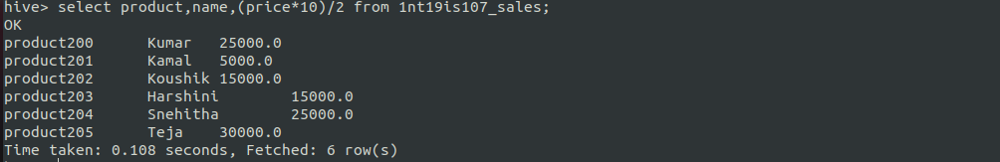 hive> select product,name,(price*10)/2 from 1nt19is107_sales;
OK
product200 Kumar 25000.0
product201 Kamal 5000.0
product202 Koushik 15000.0
product203 Harshini 15000.0
product204 Snehitha 25000.0
product205 Teja 30000.0
Time taken: 0.108 seconds, Fetched: 6 row(s)